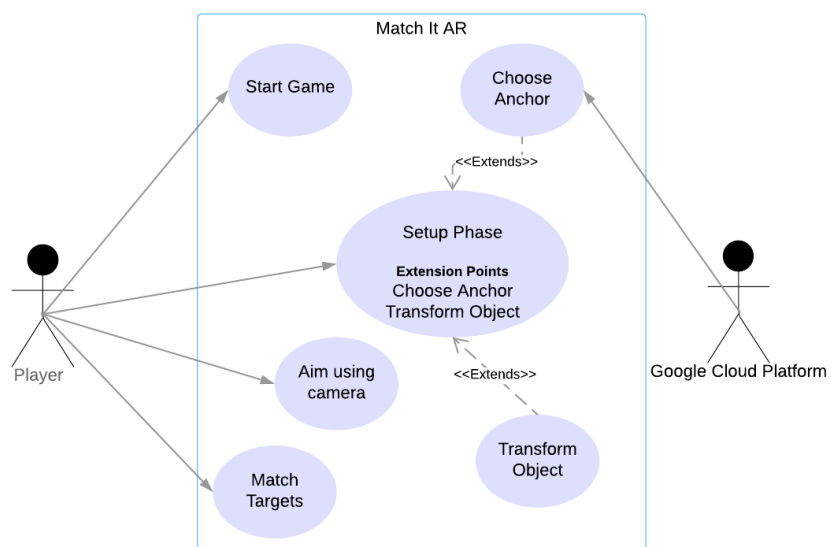 Match It AR
Start Game
Choose
Anchor
<<Extends>>
Setup Phase
Extension Points
Choose Anchor
Transform Object
Player
Google Cloud Platform
Aim using
camera
<<Extends>>
Transform
Object
Match
Targets